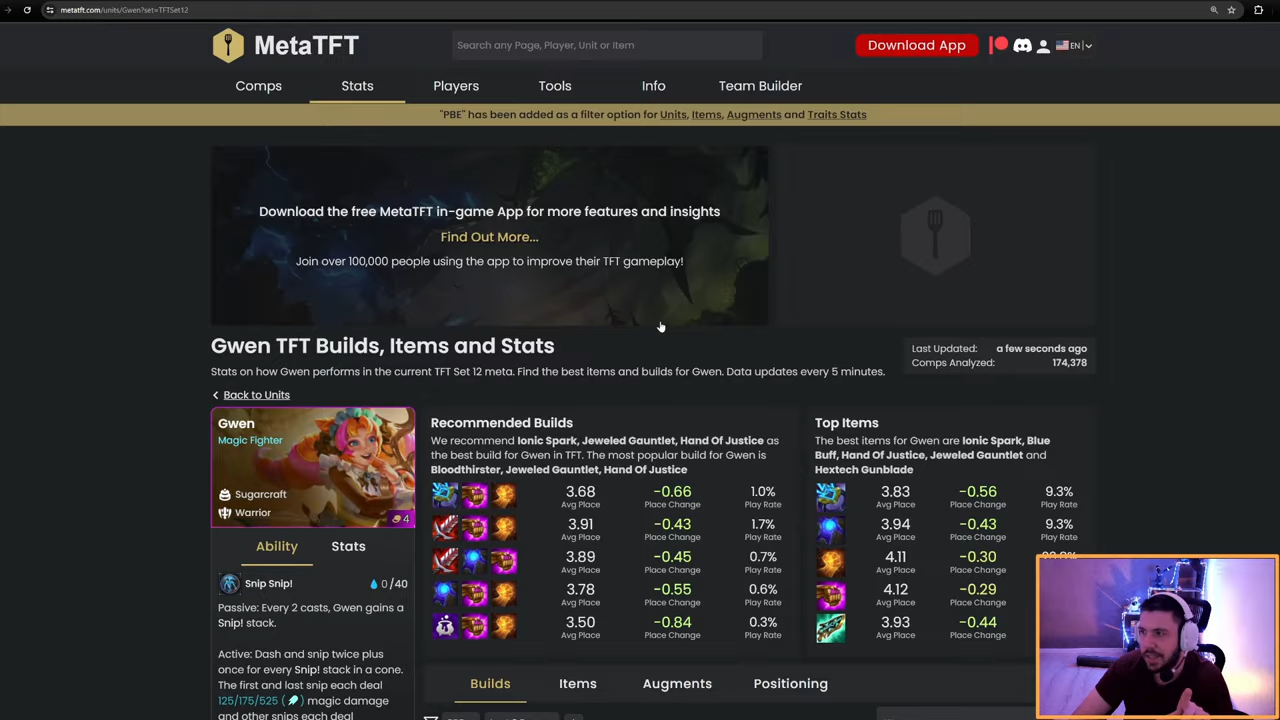 metatft.com/units/Gwen?set=TFTSet12
MetaTFT
Search any Page, Player, Unit or Item
Download App
EN
Comps
Stats
Players
Tools
Info
Team Builder
"PBE" has been added as a filter option for Units, Items, Augments and Traits Stats
Download the free MetaTFT in-game App for more features and insights
Find Out More...
Join over 100,000 people using the app to improve their TFT gameplay!
Gwen TFT Builds, Items and Stats
Stats on how Gwen performs in the current TFT Set 12 meta. Find the best items and builds for Gwen. Data updates every 5 minutes.
Last Updated: a few seconds ago
Comps Analyzed: 174,378
Back to Units
Gwen
Magic Fighter
Sugarcraft
Warrior
4
Ability
Stats
Snip Snip!
0/40
Passive: Every 2 casts, Gwen gains a
Snip! stack.
Active: Dash and snip twice plus
once for every Snip! stack in a cone.
The first and last snip each deal
125/175/525 ( ) magic damage
and other snips each deal
Recommended Builds
We recommend Ionic Spark, Jeweled Gauntlet, Hand Of Justice as
the best build for Gwen in TFT. The most popular build for Gwen is
Bloodthirster, Jeweled Gauntlet, Hand Of Justice
3.68 -0.66 1.0%
Avg Place Place Change Play Rate
3.91 -0.43 1.7%
Avg Place Place Change Play Rate
3.89 -0.45 0.7%
Avg Place Place Change Play Rate
3.78 -0.55 0.6%
Avg Place Place Change Play Rate
3.50 -0.84 0.3%
Avg Place Place Change Play Rate
Top Items
The best items for Gwen are Ionic Spark, Blue
Buff, Hand Of Justice, Jeweled Gauntlet and
Hextech Gunblade
3.83 -0.56 9.3%
Avg Place Place Change Play Rate
3.94 -0.43 9.3%
Avg Place Place Change Play Rate
4.11 -0.30
Avg Place Place Change
4.12 -0.29
Avg Place Place Change
3.93 -0.44
Avg Place Place Change
Builds
Items
Augments
Positioning